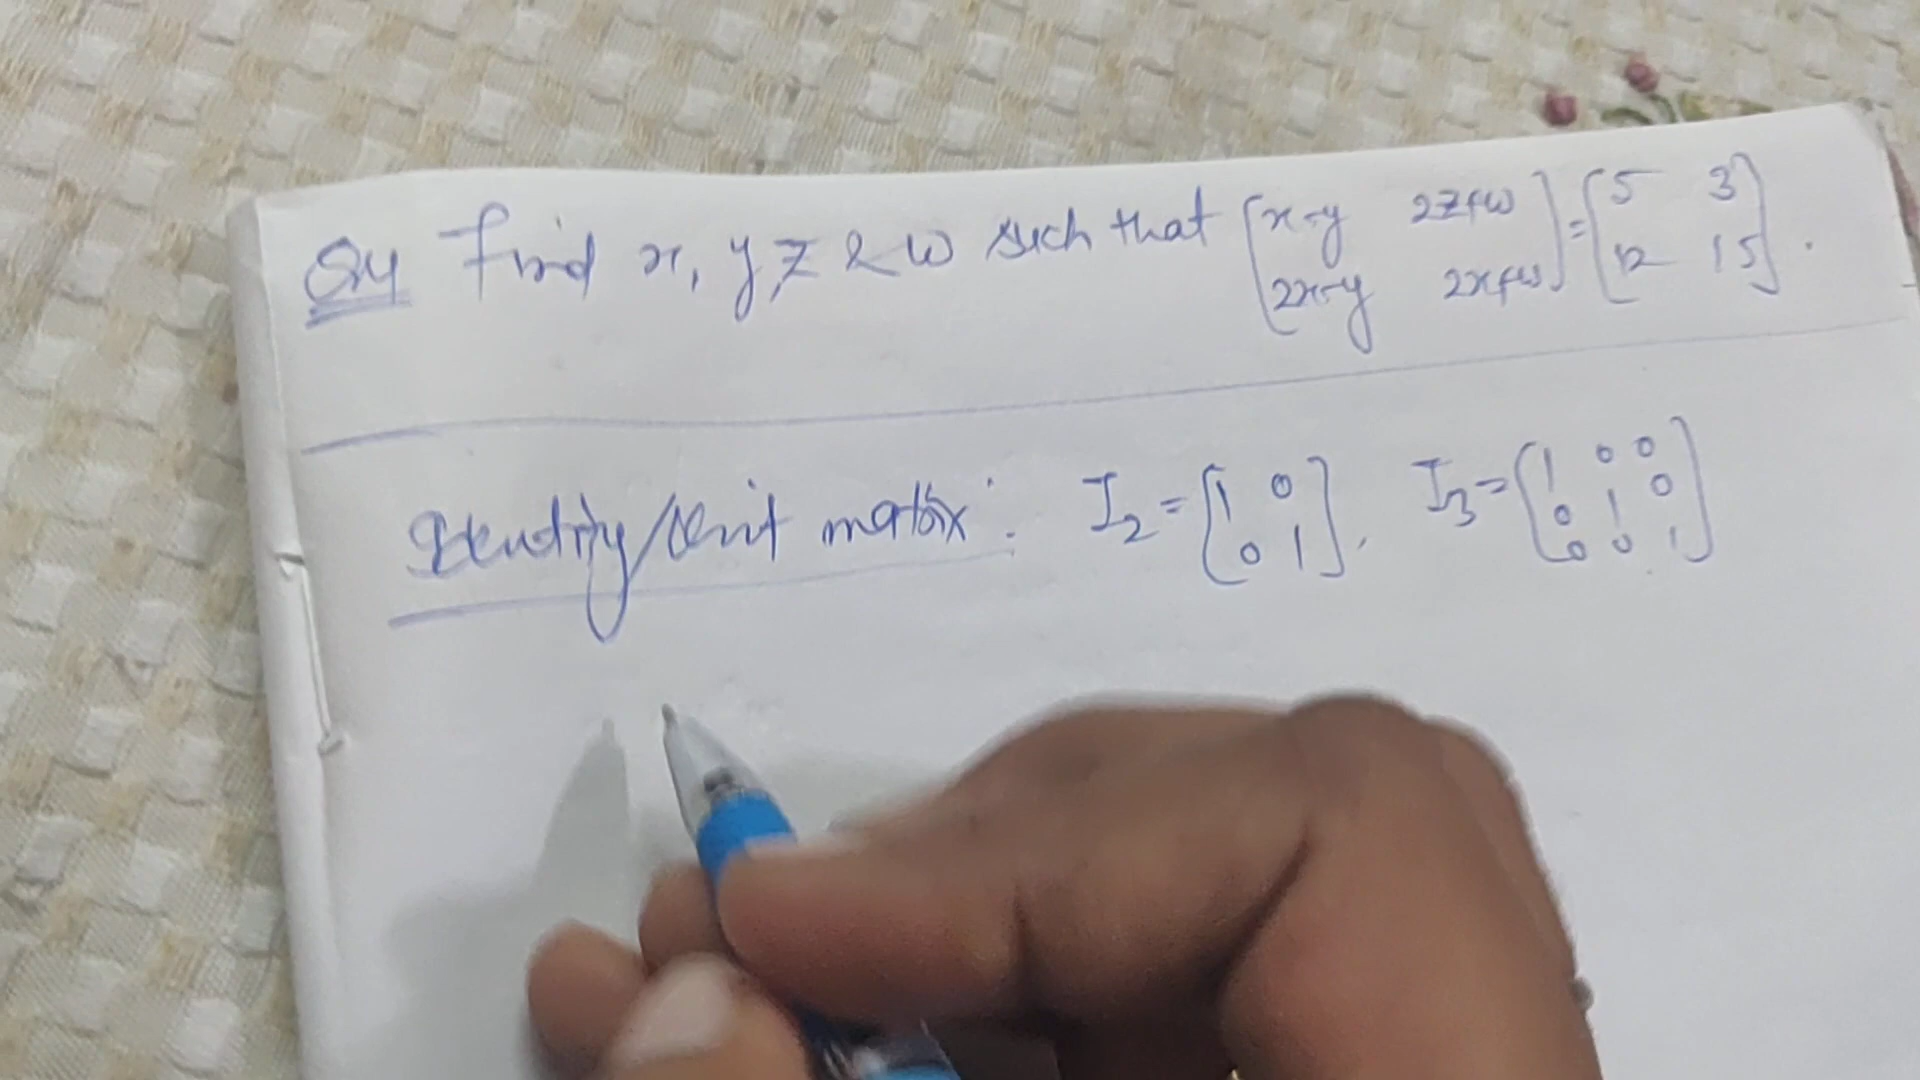 Q4 Find x, y, z & w such that [x-y 2z+w
2x-y 2x+w] = [5 3
12 15].
Identity/Unit matrix: I₂ = [1 0
0 1], I₃ = [1 0 0
0 1 0
0 0 1]